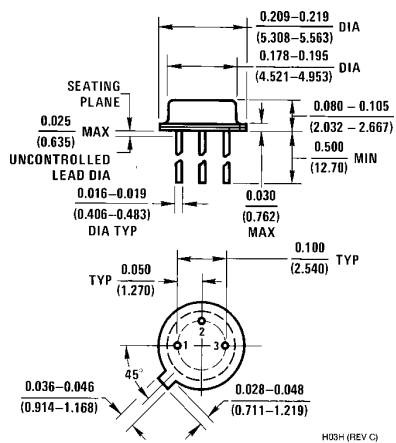 0.209–0.219 DIA
(5.308–5.563)
0.178–0.195 DIA
(4.521–4.953)
SEATING
PLANE
0.025 MAX
(0.635)
0.080 – 0.105
(2.032 – 2.667)
UNCONTROLLED
LEAD DIA
0.500 MIN
(12.70)
0.016–0.019
(0.406–0.483)
DIA TYP
0.030
(0.762)
MAX
0.100 TYP
(2.540)
TYP 0.050
(1.270)
2
1
3
45°
0.036–0.046
(0.914–1.168)
0.028–0.048
(0.711–1.219)
H03H (REV C)